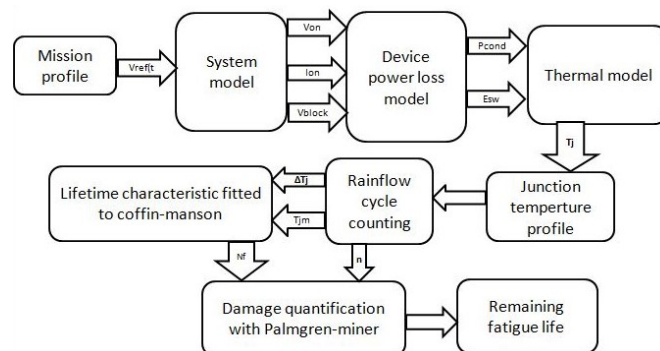 Mission
profile
Vref(t
System
model
Von
Ion
Vblock
Device
power loss
model
Pcond
Esw
Thermal model
Tj
Junction
temperture
profile
Rainflow
cycle
counting
ΔTj
Tjm
Lifetime characteristic fitted
to coffin-manson
Nf
n
Damage quantification
with Palmgren-miner
Remaining
fatigue life